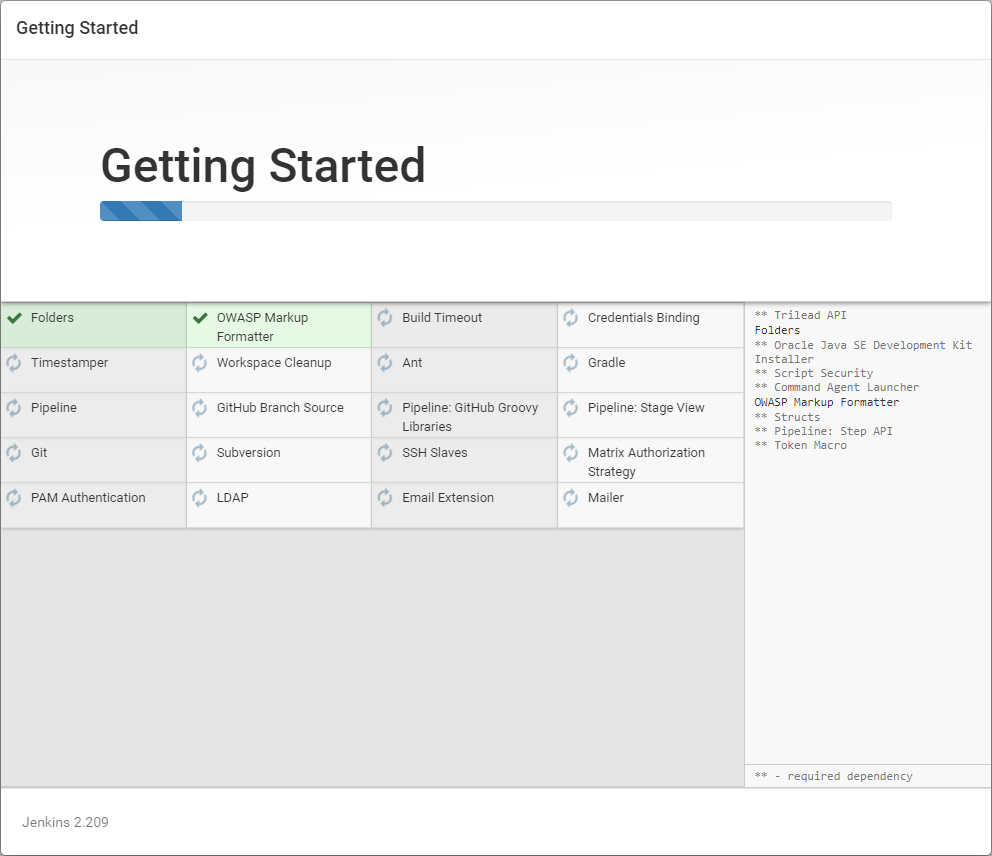 Getting Started
Getting Started
Folders
OWASP Markup
Formatter
Build Timeout
Credentials Binding
Timestamper
Workspace Cleanup
Ant
Gradle
Pipeline
GitHub Branch Source
Pipeline: GitHub Groovy
Libraries
Pipeline: Stage View
Git
Subversion
SSH Slaves
Matrix Authorization
Strategy
PAM Authentication
LDAP
Email Extension
Mailer
** Trilead API
Folders
** Oracle Java SE Development Kit
Installer
** Script Security
** Command Agent Launcher
OWASP Markup Formatter
** Structs
** Pipeline: Step API
** Token Macro
** - required dependency
Jenkins 2.209